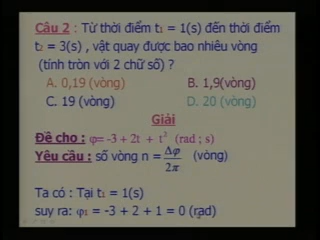 Câu 2 : Từ thời điểm t₁ = 1(s) đến thời điểm
t₂ = 3(s) , vật quay được bao nhiêu vòng
(tính tròn với 2 chữ số) ?
A. 0,19 (vòng) B. 1,9(vòng)
C. 19 (vòng) D. 20 (vòng)
Giải
Đề cho : φ= -3 + 2t + t² (rad ; s)
Yêu cầu : số vòng n = Δφ/2π (vòng)
Ta có : Tại t₁ = 1(s)
suy ra: φ₁ = -3 + 2 + 1 = 0 (rad)